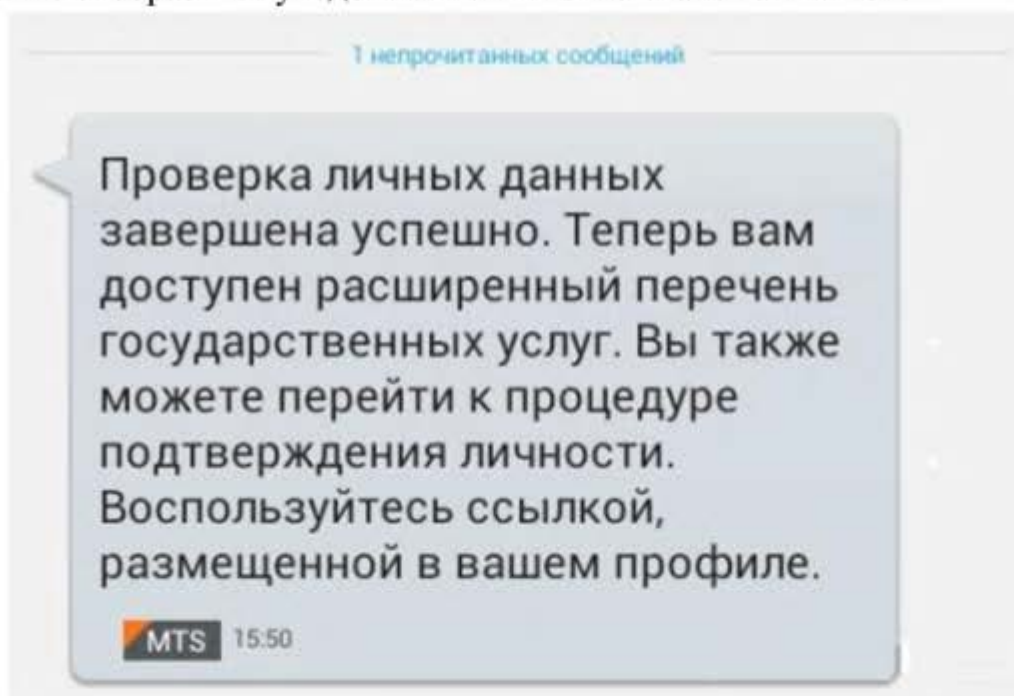 1 непрочитанных сообщений
Проверка личных данных
завершена успешно. Теперь вам
доступен расширенный перечень
государственных услуг. Вы также
можете перейти к процедуре
подтверждения личности.
Воспользуйтесь ссылкой,
размещенной в вашем профиле.
MTS 15:50